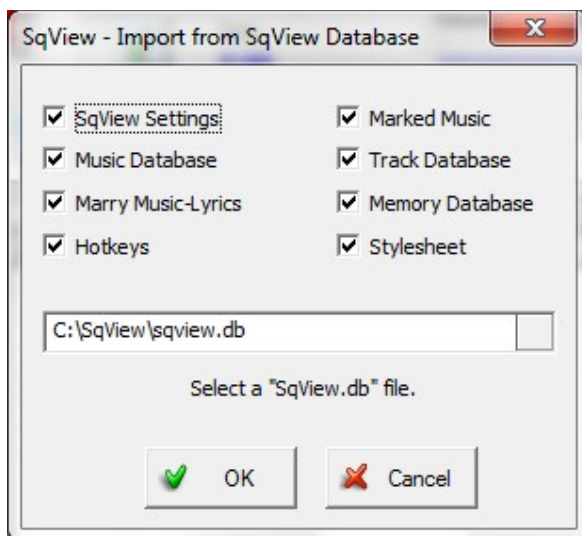 SqView - Import from SqView Database
SqView Settings
Marked Music
Music Database
Track Database
Marry Music-Lyrics
Memory Database
Hotkeys
Stylesheet
C:\SqView\sqview.db
Select a "SqView.db" file.
OK
Cancel